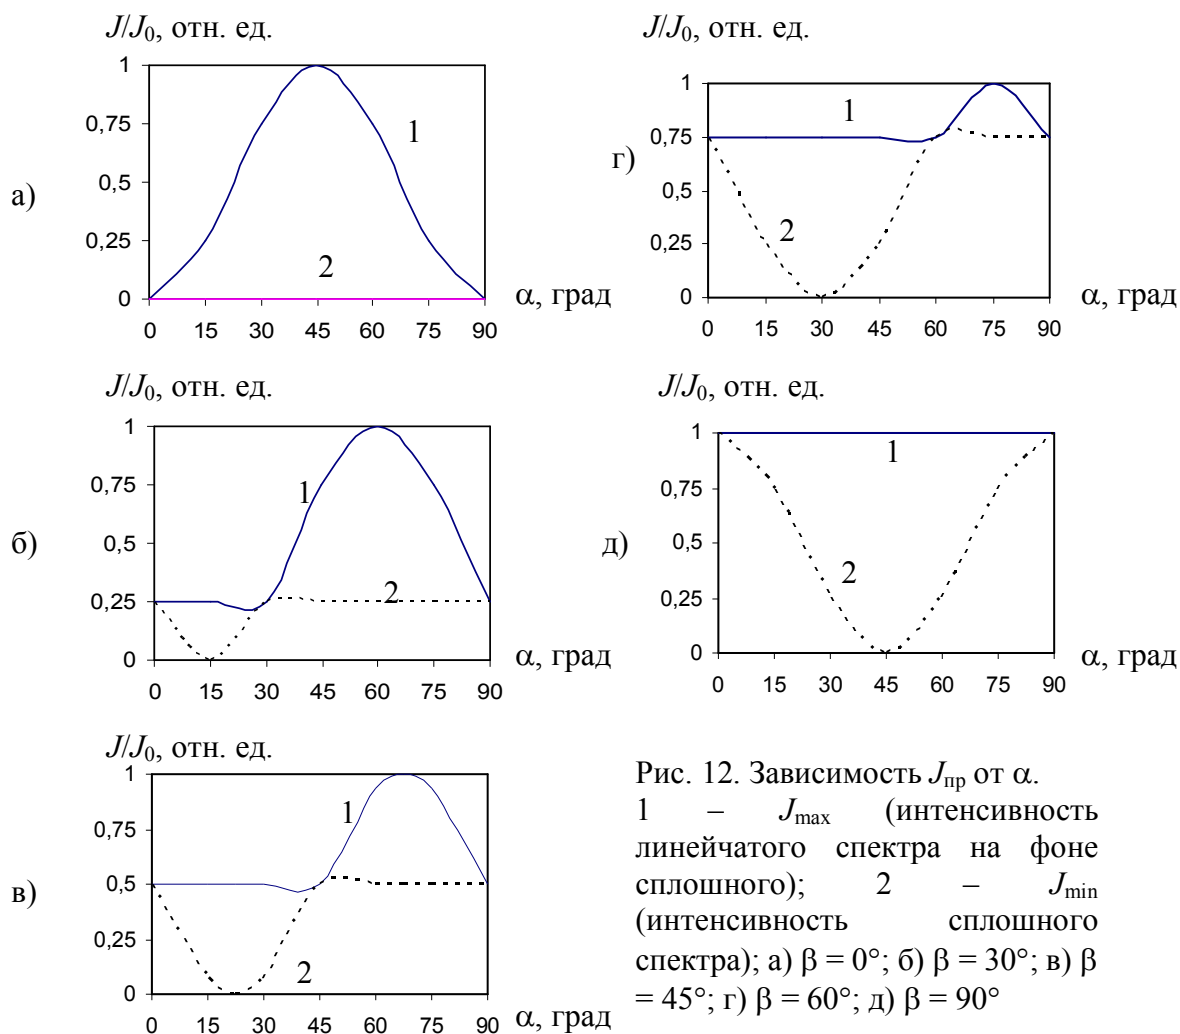 J/J₀, отн. ед.
1
0,75
0,5
0,25
0
1
2
а)
0 15 30 45 60 75 90
α, град
J/J₀, отн. ед.
1
0,75
0,5
0,25
0
1
2
б)
0 15 30 45 60 75 90
α, град
J/J₀, отн. ед.
1
0,75
0,5
0,25
0
1
2
в)
0 15 30 45 60 75 90
α, град
J/J₀, отн. ед.
1
0,75
0,5
0,25
0
1
2
г)
0 15 30 45 60 75 90
α, град
J/J₀, отн. ед.
1
0,75
0,5
0,25
0
1
2
д)
0 15 30 45 60 75 90
α, град
Рис. 12. Зависимость Jпр от α.
1 – Jmax (интенсивность
линейчатого спектра на фоне
сплошного); 2 – Jmin
(интенсивность сплошного
спектра); а) β = 0°; б) β = 30°; в) β
= 45°; г) β = 60°; д) β = 90°